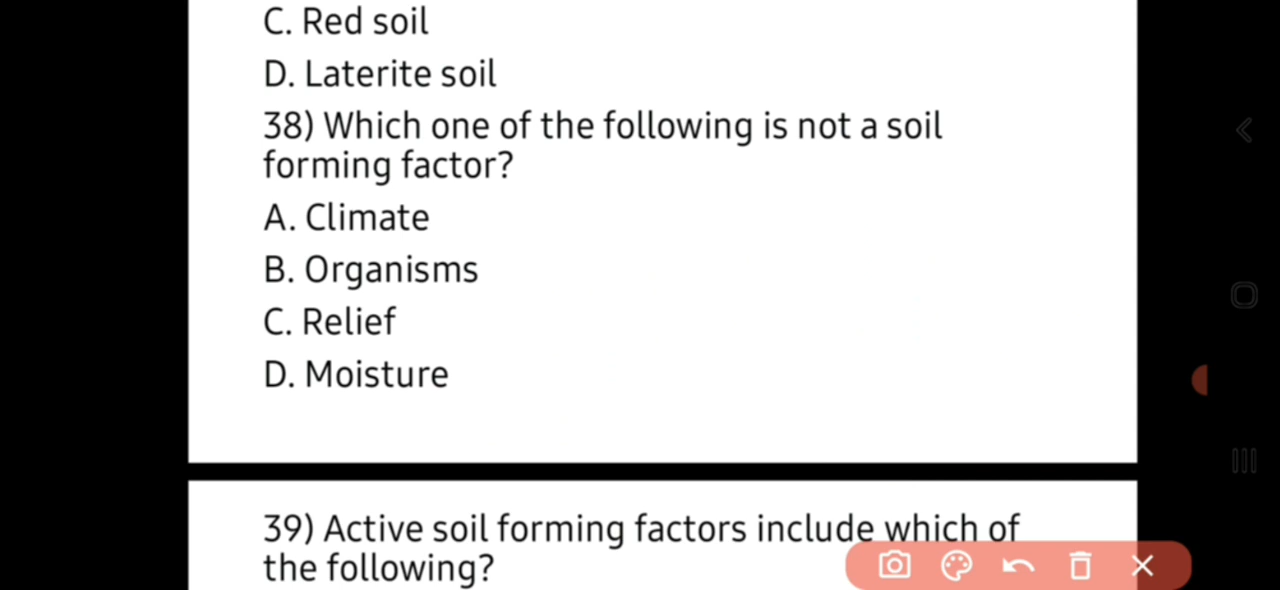 C. Red soil
D. Laterite soil
38) Which one of the following is not a soil
forming factor?
A. Climate
B. Organisms
C. Relief
D. Moisture
39) Active soil forming factors include which of
the following?